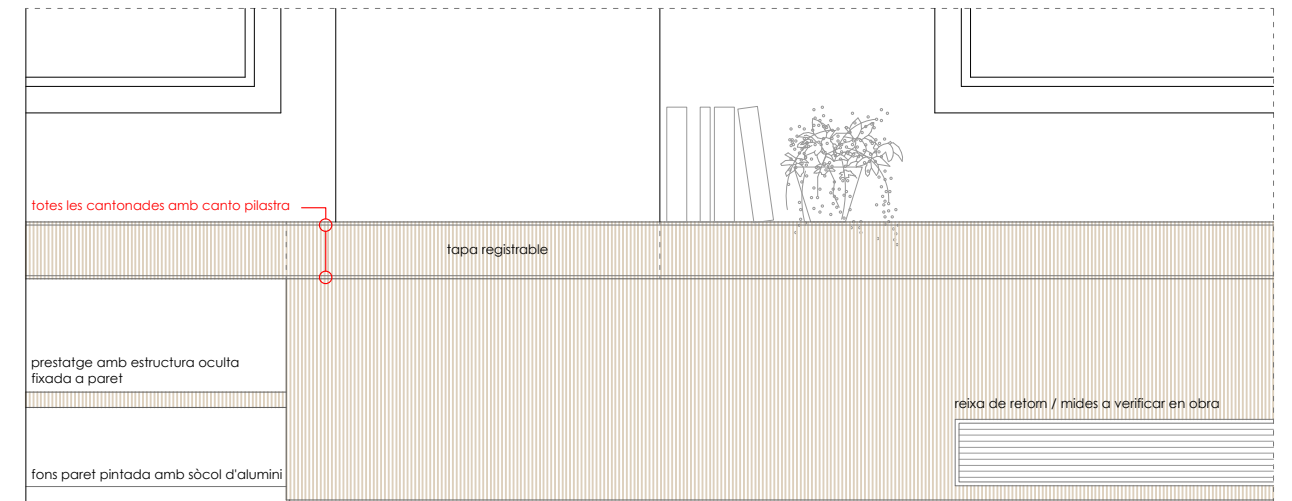 totes les cantonades amb canto pilastra
tapa registrable
prestatge amb estructura oculta
fixada a paret
reixa de retorn / mides a verificar en obra
fons paret pintada amb sòcol d'alumini